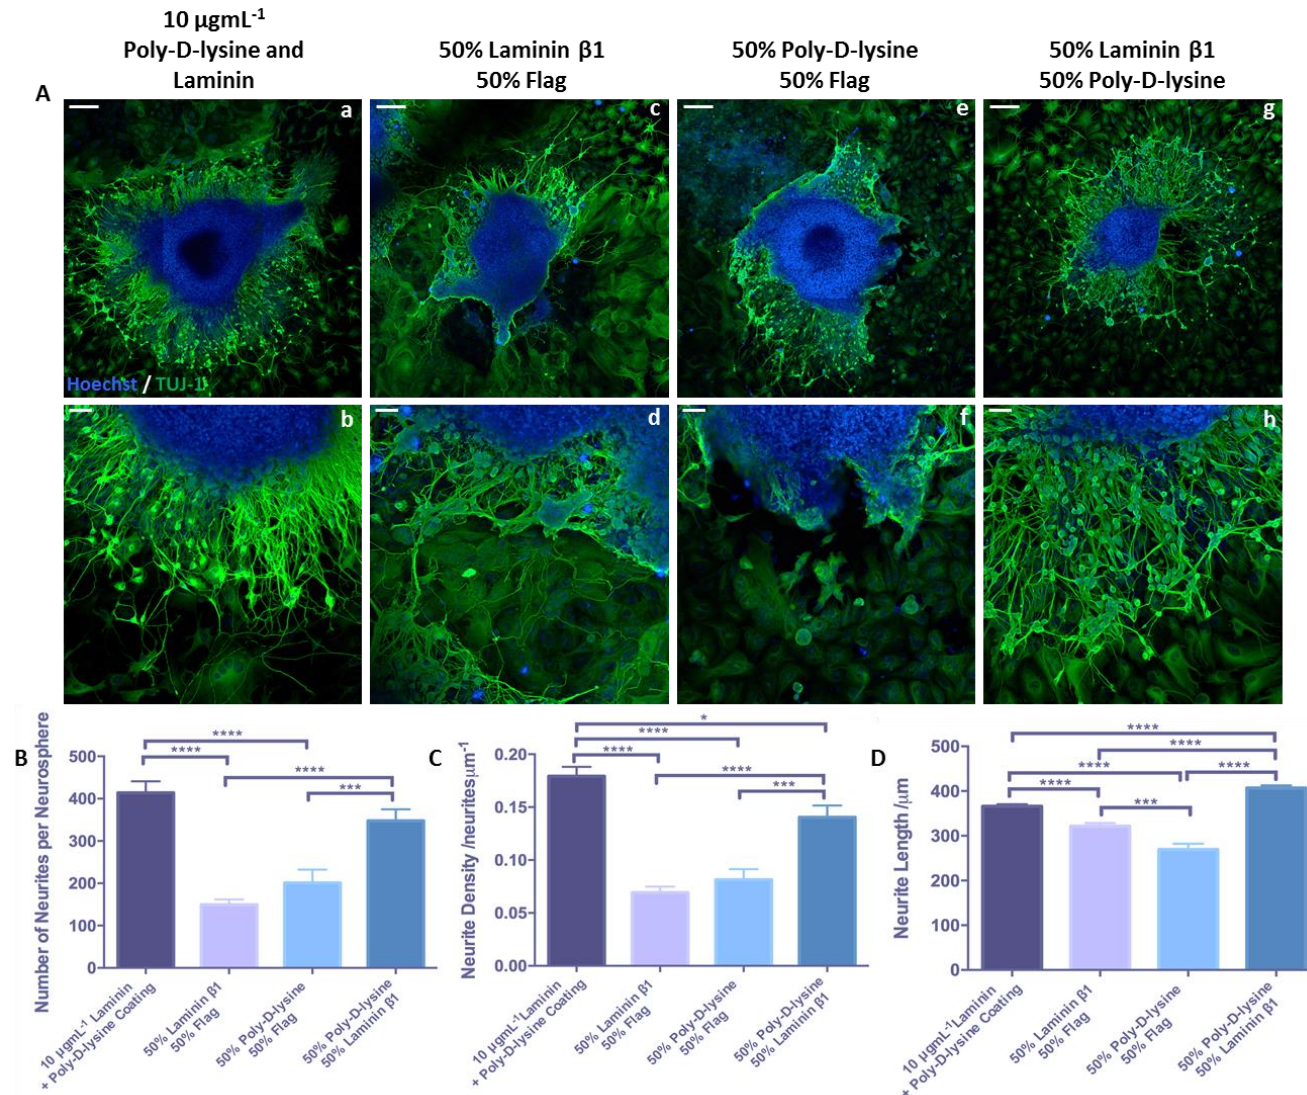 10 µgmL⁻¹
Poly-D-lysine and
Laminin
50% Laminin β1
50% Flag
50% Poly-D-lysine
50% Flag
50% Laminin β1
50% Poly-D-lysine
A
a
c
e
g
Hoechst / TUJ-1
b
d
f
h
B
Number of Neurites per Neurosphere
500
400
300
200
100
0
****
****
****
***
10 µgmL⁻¹ Laminin
+ Poly-D-lysine Coating
50% Laminin β1
50% Flag
50% Poly-D-lysine
50% Flag
50% Poly-D-lysine
50% Laminin β1
C
Neurite Density /neuritesµm⁻¹
0.20
0.15
0.10
0.05
0.00
*
****
****
****
***
10 µgmL⁻¹Laminin
+ Poly-D-lysine Coating
50% Laminin β1
50% Flag
50% Poly-D-lysine
50% Flag
50% Poly-D-lysine
50% Laminin β1
D
Neurite Length /µm
500
400
300
200
100
0
****
****
****
****
****
***
10 µgmL⁻¹Laminin
+ Poly-D-lysine Coating
50% Laminin β1
50% Flag
50% Poly-D-lysine
50% Flag
50% Poly-D-lysine
50% Laminin β1